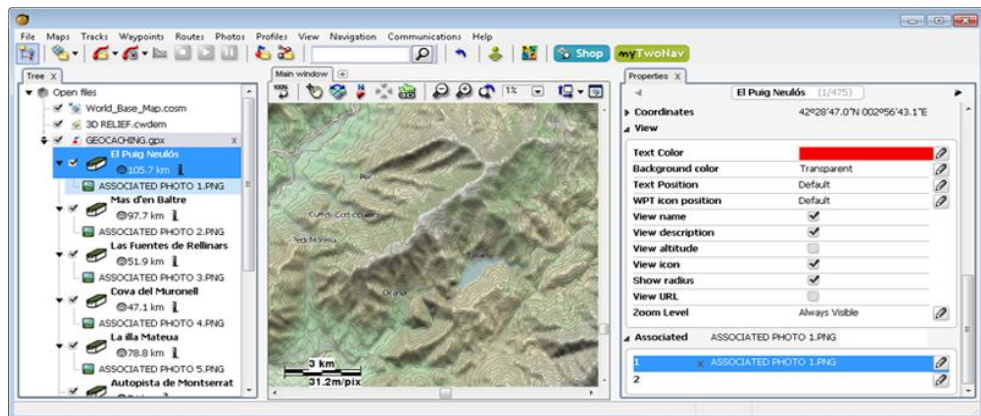 File Maps Tracks Waypoints Routes Photos Profiles View Navigation Communications Help
Shop
myTwoNav
Tree X
Open files
World_Base_Map.cosm
3D RELIEF.cwdem
GEOCACHING.gpx x
El Puig Neulós
105.7 km
ASSOCIATED PHOTO 1.PNG
Mas d'en Baltre
97.7 km
ASSOCIATED PHOTO 2.PNG
Las Fuentes de Rellinars
51.9 km
ASSOCIATED PHOTO 3.PNG
Cova del Muronell
47.1 km
ASSOCIATED PHOTO 4.PNG
La illa Mateua
78.8 km
ASSOCIATED PHOTO 5.PNG
Autopista de Montserrat
Main window
100%
1%
3 km
31.2m/pix
Properties X
El Puig Neulós (1/475)
Coordinates 42º28'47.0"N 002º56'43.1"E
View
Text Color
Background color Transparent
Text Position Default
WPT icon position Default
View name
View description
View altitude
View icon
Show radius
View URL
Zoom Level Always Visible
Associated ASSOCIATED PHOTO 1.PNG
1 x ASSOCIATED PHOTO 1.PNG
2